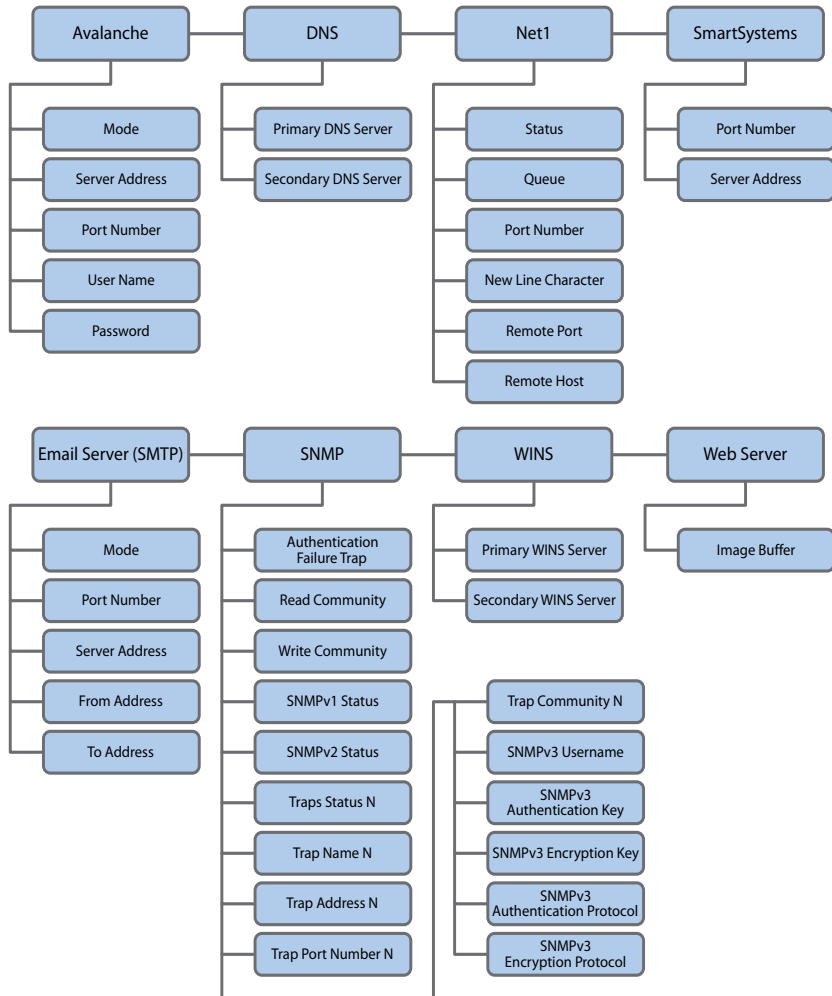 Avalanche
DNS
Net1
SmartSystems
Mode
Server Address
Port Number
User Name
Password
Primary DNS Server
Secondary DNS Server
Status
Queue
Port Number
New Line Character
Remote Port
Remote Host
Port Number
Server Address
Email Server (SMTP)
SNMP
WINS
Web Server
Mode
Port Number
Server Address
From Address
To Address
Authentication
Failure Trap
Read Community
Write Community
SNMPv1 Status
SNMPv2 Status
Traps Status N
Trap Name N
Trap Address N
Trap Port Number N
Primary WINS Server
Secondary WINS Server
Trap Community N
SNMPv3 Username
SNMPv3
Authentication Key
SNMPv3 Encryption Key
SNMPv3
Authentication Protocol
SNMPv3
Encryption Protocol
Image Buffer